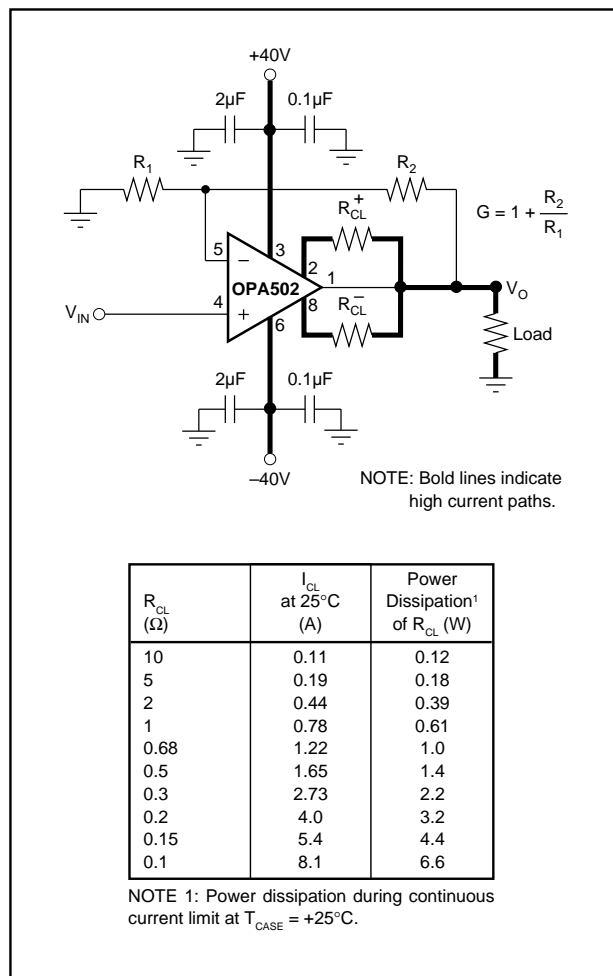 +40V
2µF
0.1µF
R1
R2
G = 1 + R2/R1
R+CL
5
–
3
2
1
OPA502
8
VO
VIN
4
+
6
R–CL
Load
2µF
0.1µF
–40V
NOTE: Bold lines indicate
high current paths.
RCL (Ω) | ICL at 25°C (A) | Power Dissipation¹ of RCL (W)
10 | 0.11 | 0.12
5 | 0.19 | 0.18
2 | 0.44 | 0.39
1 | 0.78 | 0.61
0.68 | 1.22 | 1.0
0.5 | 1.65 | 1.4
0.3 | 2.73 | 2.2
0.2 | 4.0 | 3.2
0.15 | 5.4 | 4.4
0.1 | 8.1 | 6.6
NOTE 1: Power dissipation during continuous
current limit at TCASE = +25°C.